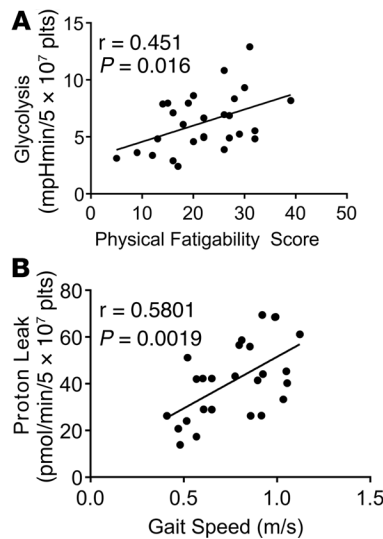 A
r = 0.451
P = 0.016
Glycolysis
(mpHmin/5 × 10⁷ plts)
15
10
5
0
0 10 20 30 40 50
Physical Fatigability Score
B
r = 0.5801
P = 0.0019
Proton Leak
(pmol/min/5 × 10⁷ plts)
80
60
40
20
0
0.0 0.5 1.0 1.5
Gait Speed (m/s)